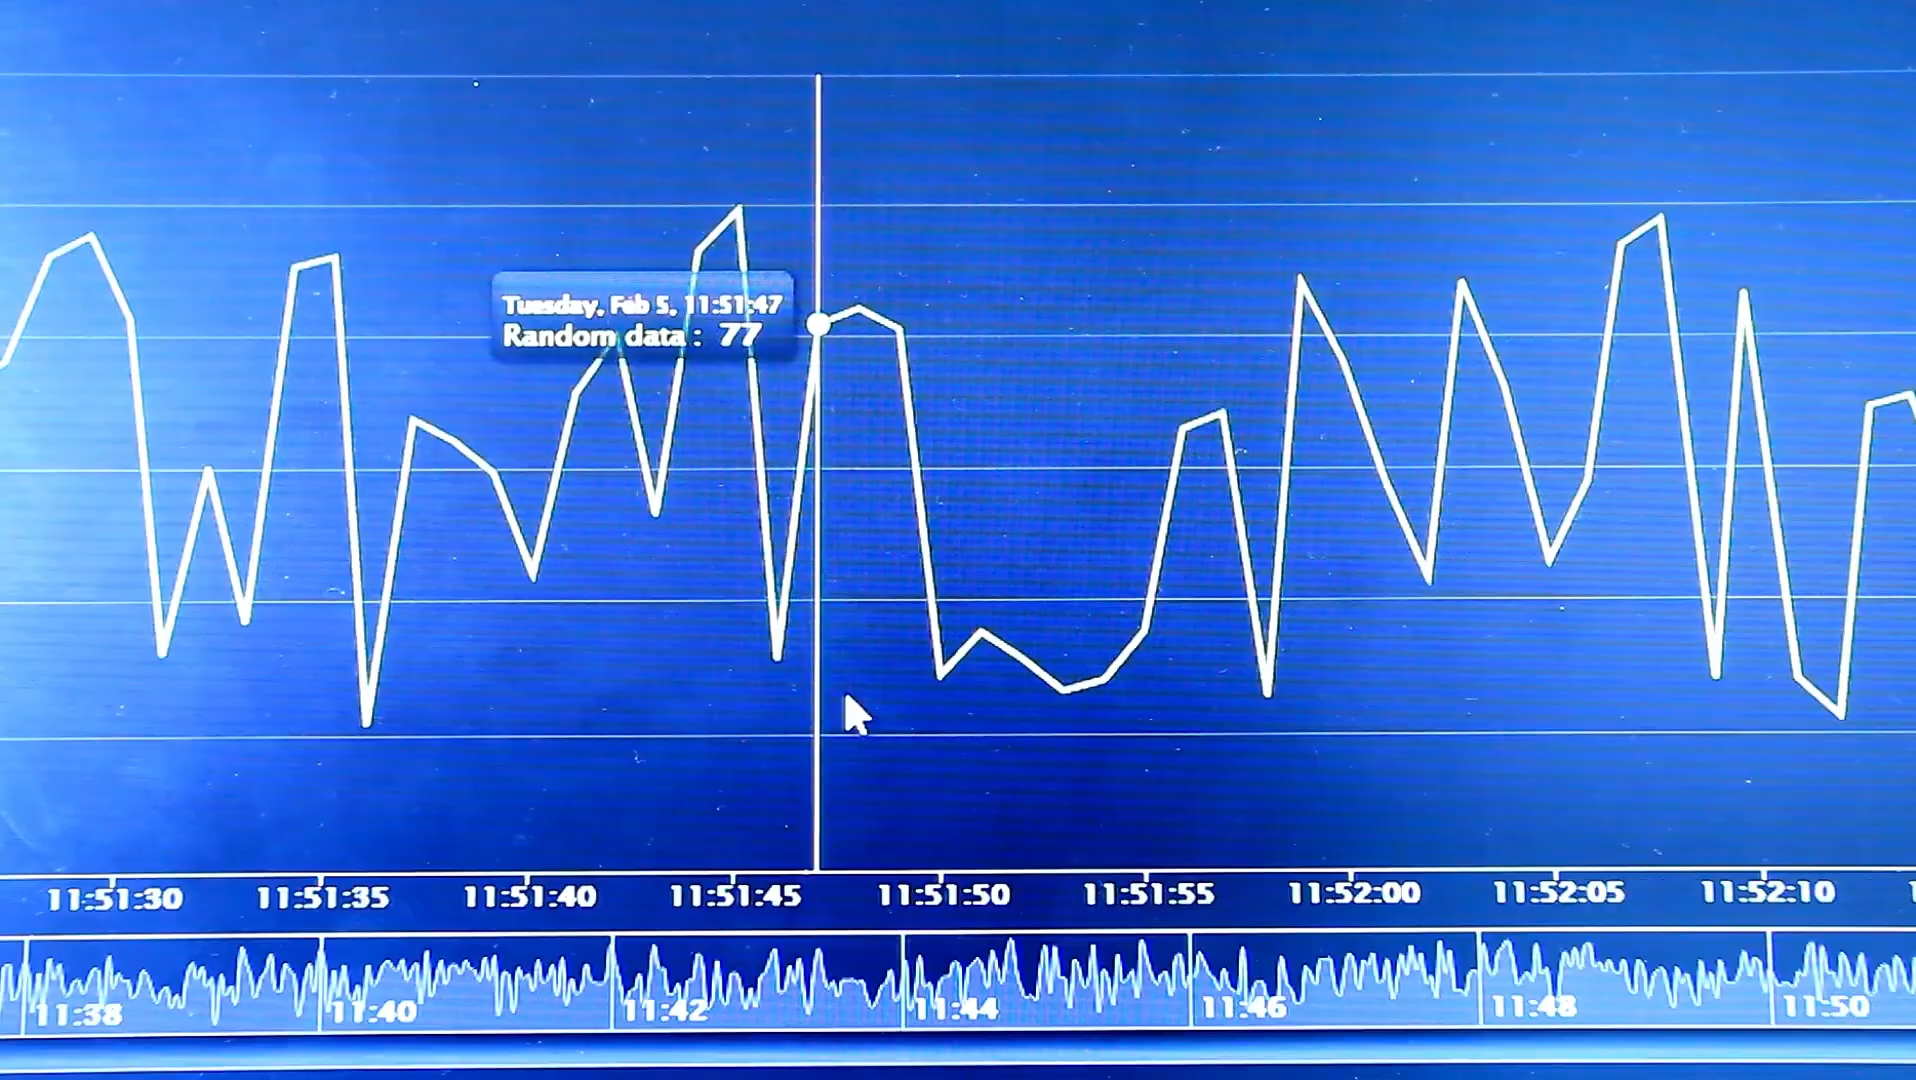 Tuesday, Feb 5, 11:51:47
Random data : 77
11:51:30 11:51:35 11:51:40 11:51:45 11:51:50 11:51:55 11:52:00 11:52:05 11:52:10
11:38 11:40 11:42 11:44 11:46 11:48 11:50